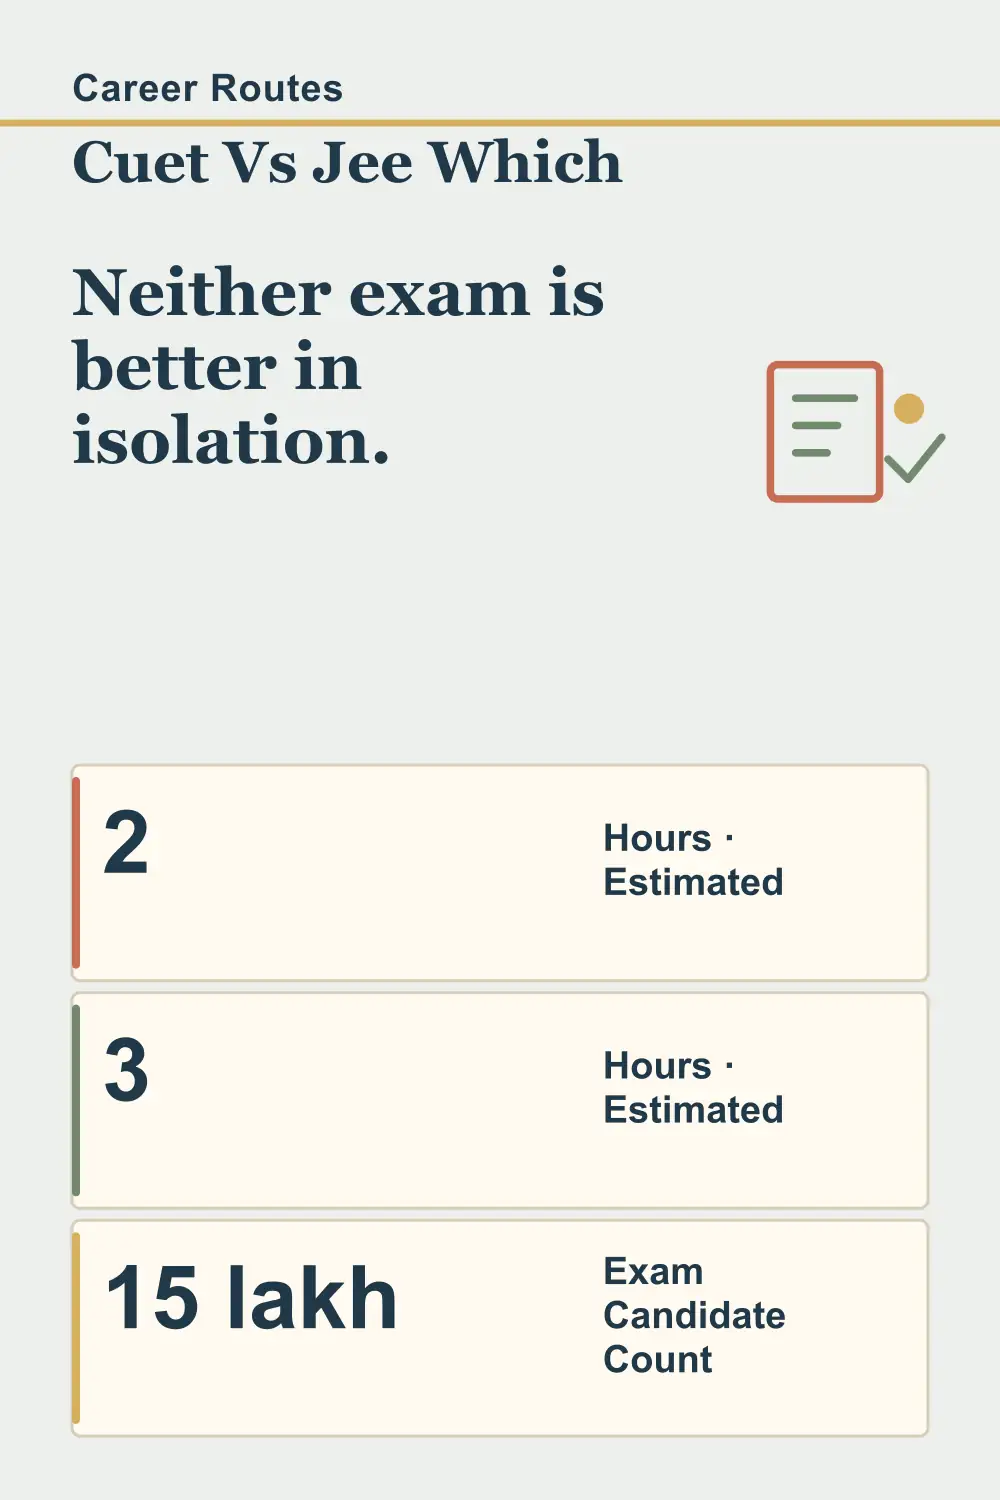 Career Routes
Cuet Vs Jee Which
Neither exam is
better in
isolation.
2
Hours ·
Estimated
3
Hours ·
Estimated
15 lakh
Exam
Candidate
Count